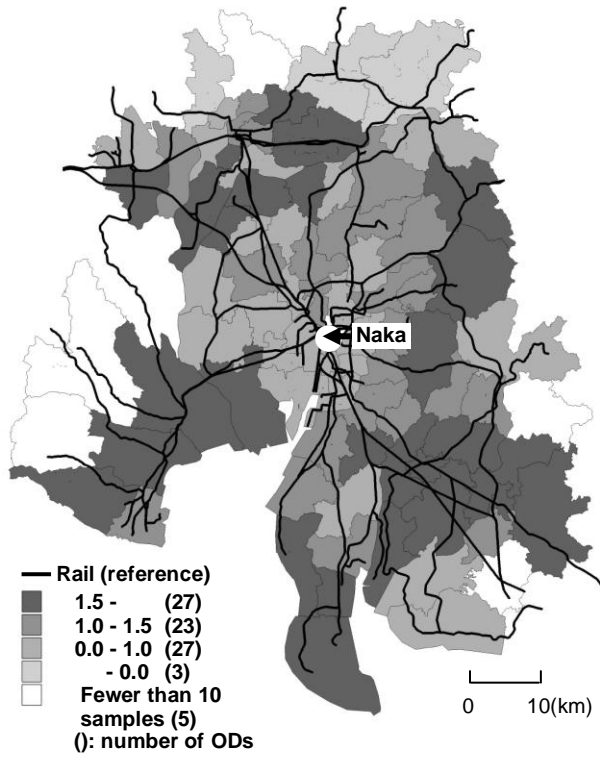 Naka
Rail (reference)
1.5 - (27)
1.0 - 1.5 (23)
0.0 - 1.0 (27)
- 0.0 (3)
Fewer than 10
samples (5)
(): number of ODs
0 10(km)